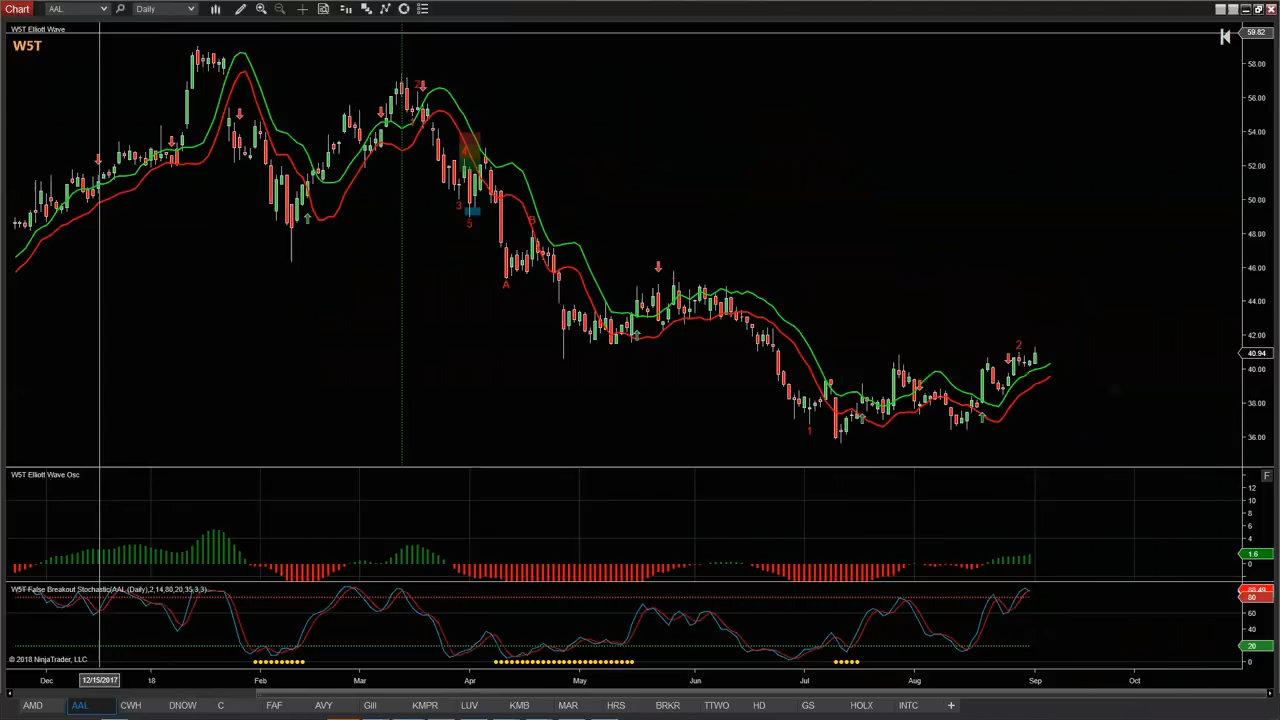 Chart AAL Daily
W5T Elliott Wave
W5T
59.82
58.00
56.00
54.00
52.00
50.00
48.00
46.00
44.00
42.00
40.94
40.00
38.00
36.00
2
3
5
A
B
1
2
W5T Elliott Wave Osc
F
12
10
8
6
4
1.6
0
W5T False Breakout Stochastic(AAL (Daily),2,14,80,20,35,3,3)
80
60
40
20
0
© 2018 NinjaTrader, LLC
Dec 12/15/2017 18 Feb Mar Apr May Jun Jul Aug Sep Oct
AMD AAL CWH DNOW C FAF AVY GIII KMPR LUV KMB MAR HRS BRKR TTWO HD GS HOLX INTC +